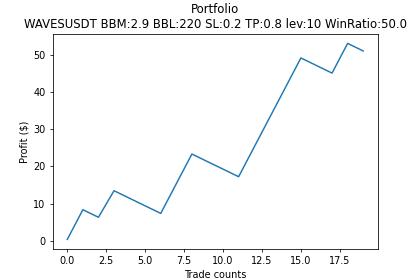 Portfolio
WAVESUSDT BBM:2.9 BBL:220 SL:0.2 TP:0.8 lev:10 WinRatio:50.0
50
40
30
20
10
0
Profit ($)
0.0 2.5 5.0 7.5 10.0 12.5 15.0 17.5
Trade counts